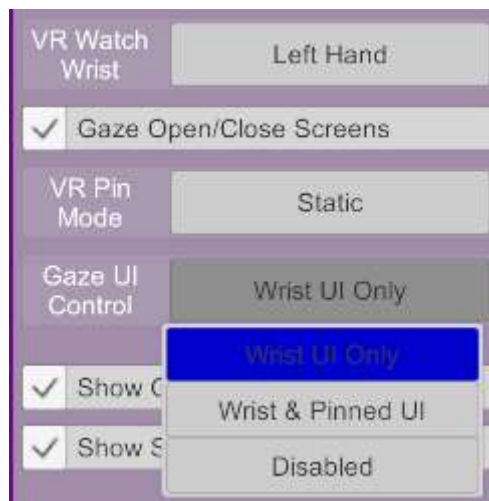 VR Watch
Wrist
Left Hand
Gaze Open/Close Screens
VR Pin
Mode
Static
Gaze UI
Control
Wrist UI Only
Wrist UI Only
Show
Wrist & Pinned UI
Show
Disabled